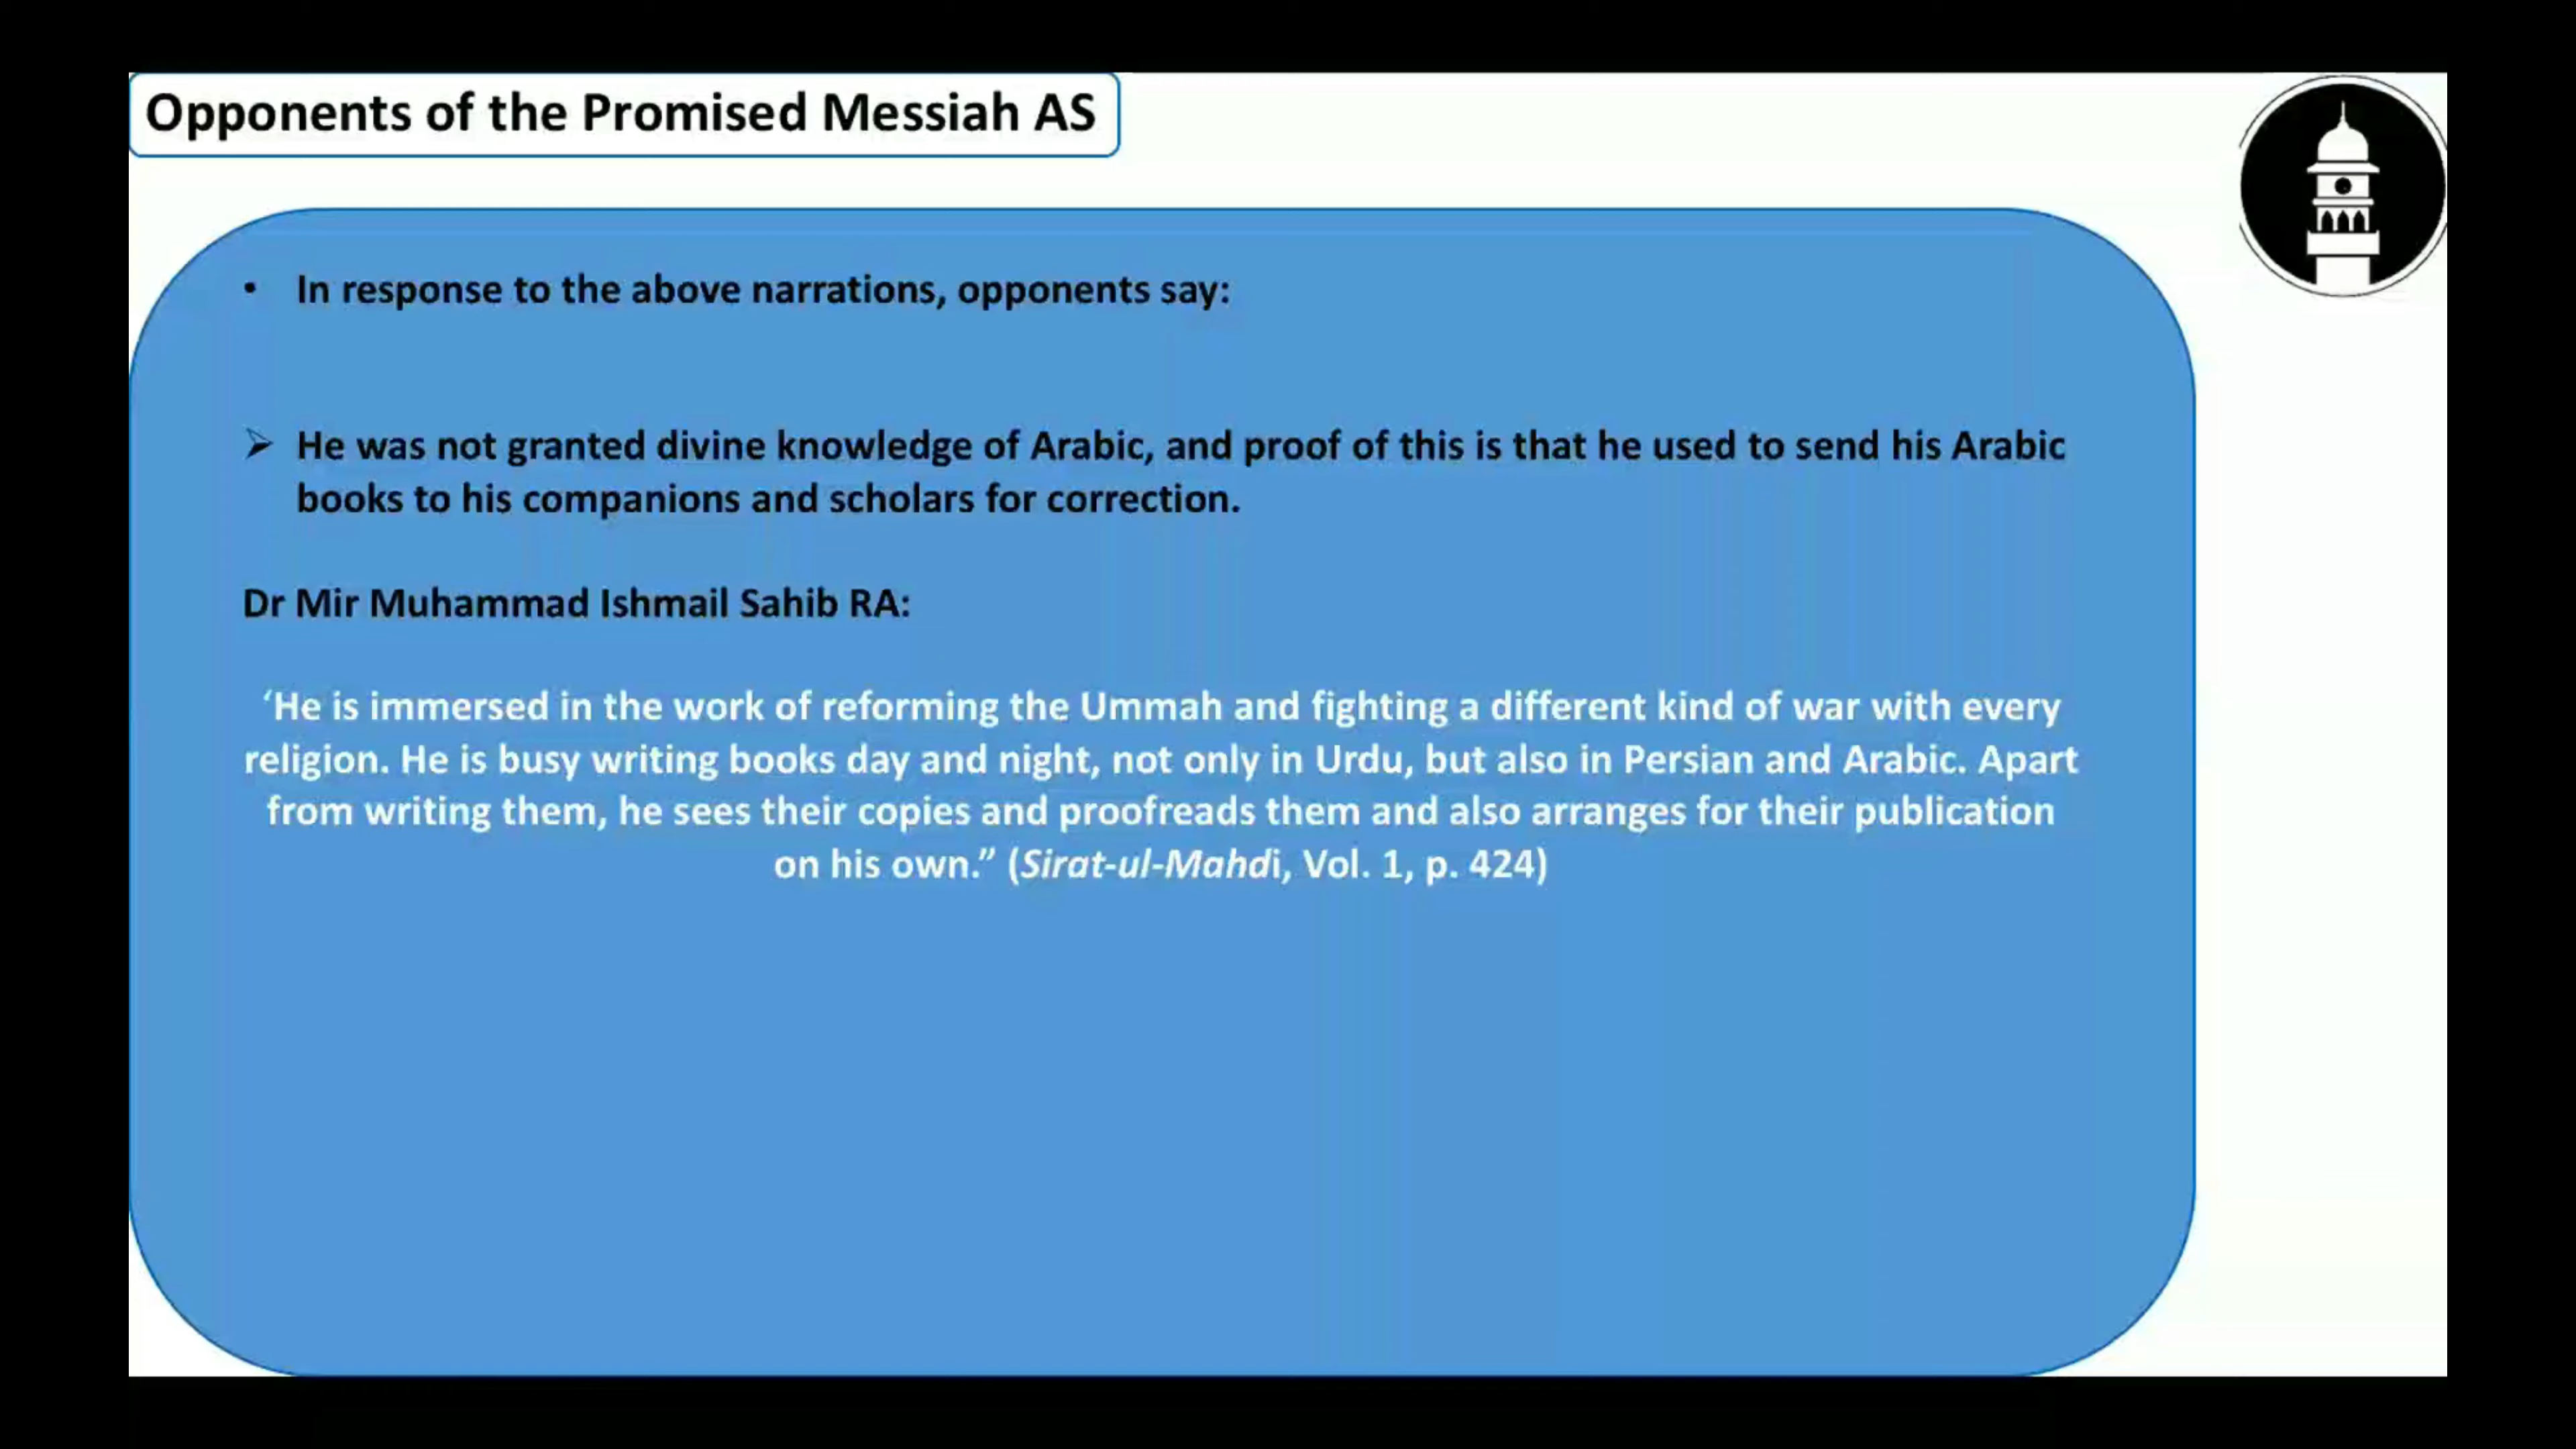 Opponents of the Promised Messiah AS
• In response to the above narrations, opponents say:
➢ He was not granted divine knowledge of Arabic, and proof of this is that he used to send his Arabic
books to his companions and scholars for correction.
Dr Mir Muhammad Ishmail Sahib RA:
‘He is immersed in the work of reforming the Ummah and fighting a different kind of war with every
religion. He is busy writing books day and night, not only in Urdu, but also in Persian and Arabic. Apart
from writing them, he sees their copies and proofreads them and also arranges for their publication
on his own.” (Sirat-ul-Mahdi, Vol. 1, p. 424)